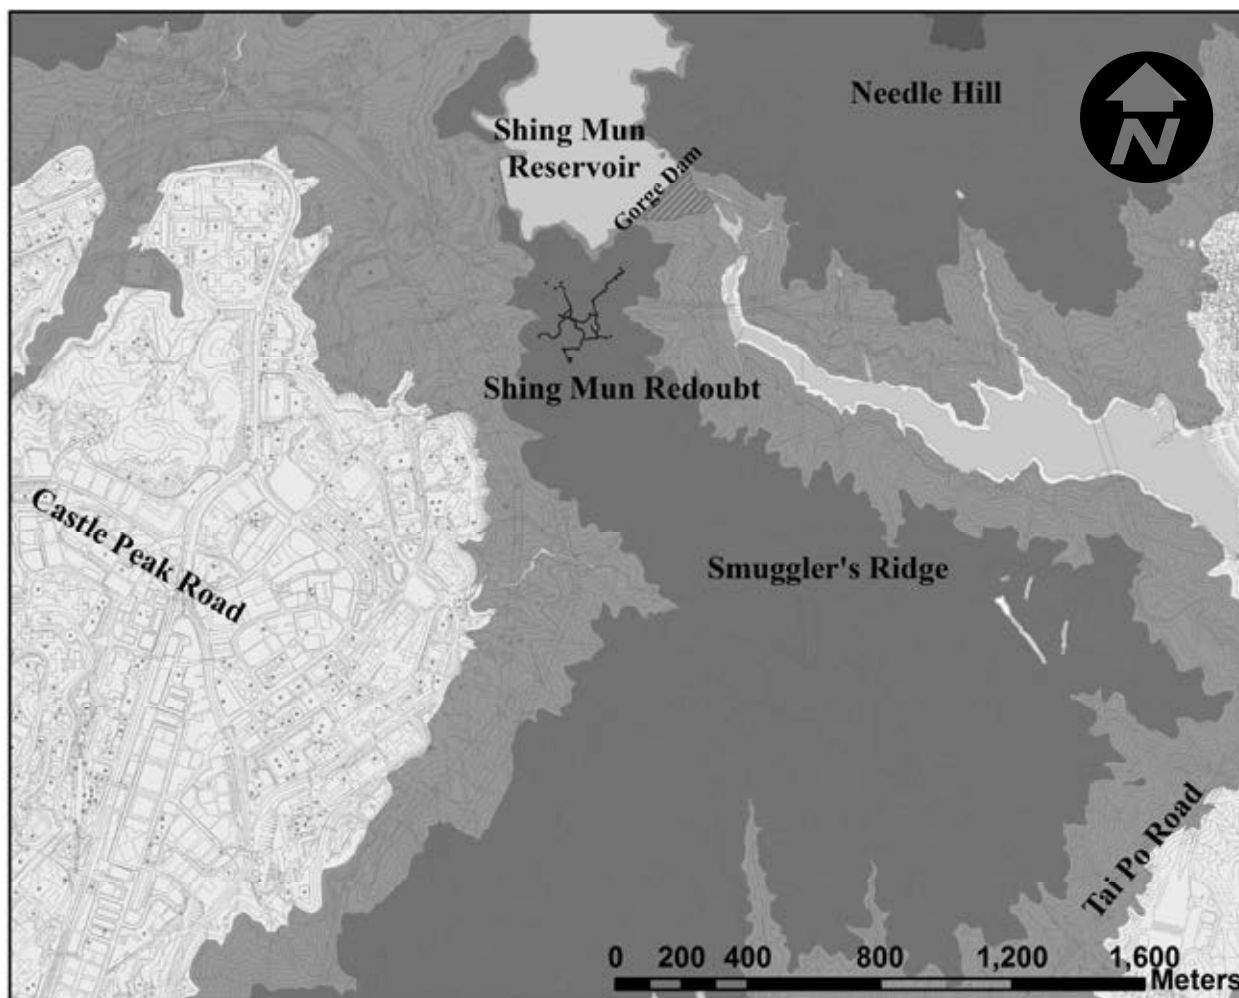 Needle Hill
N
Shing Mun
Reservoir
Gorge Dam
Shing Mun Redoubt
Castle Peak Road
Smuggler's Ridge
Tai Po Road
0 200 400 800 1,200 1,600
Meters